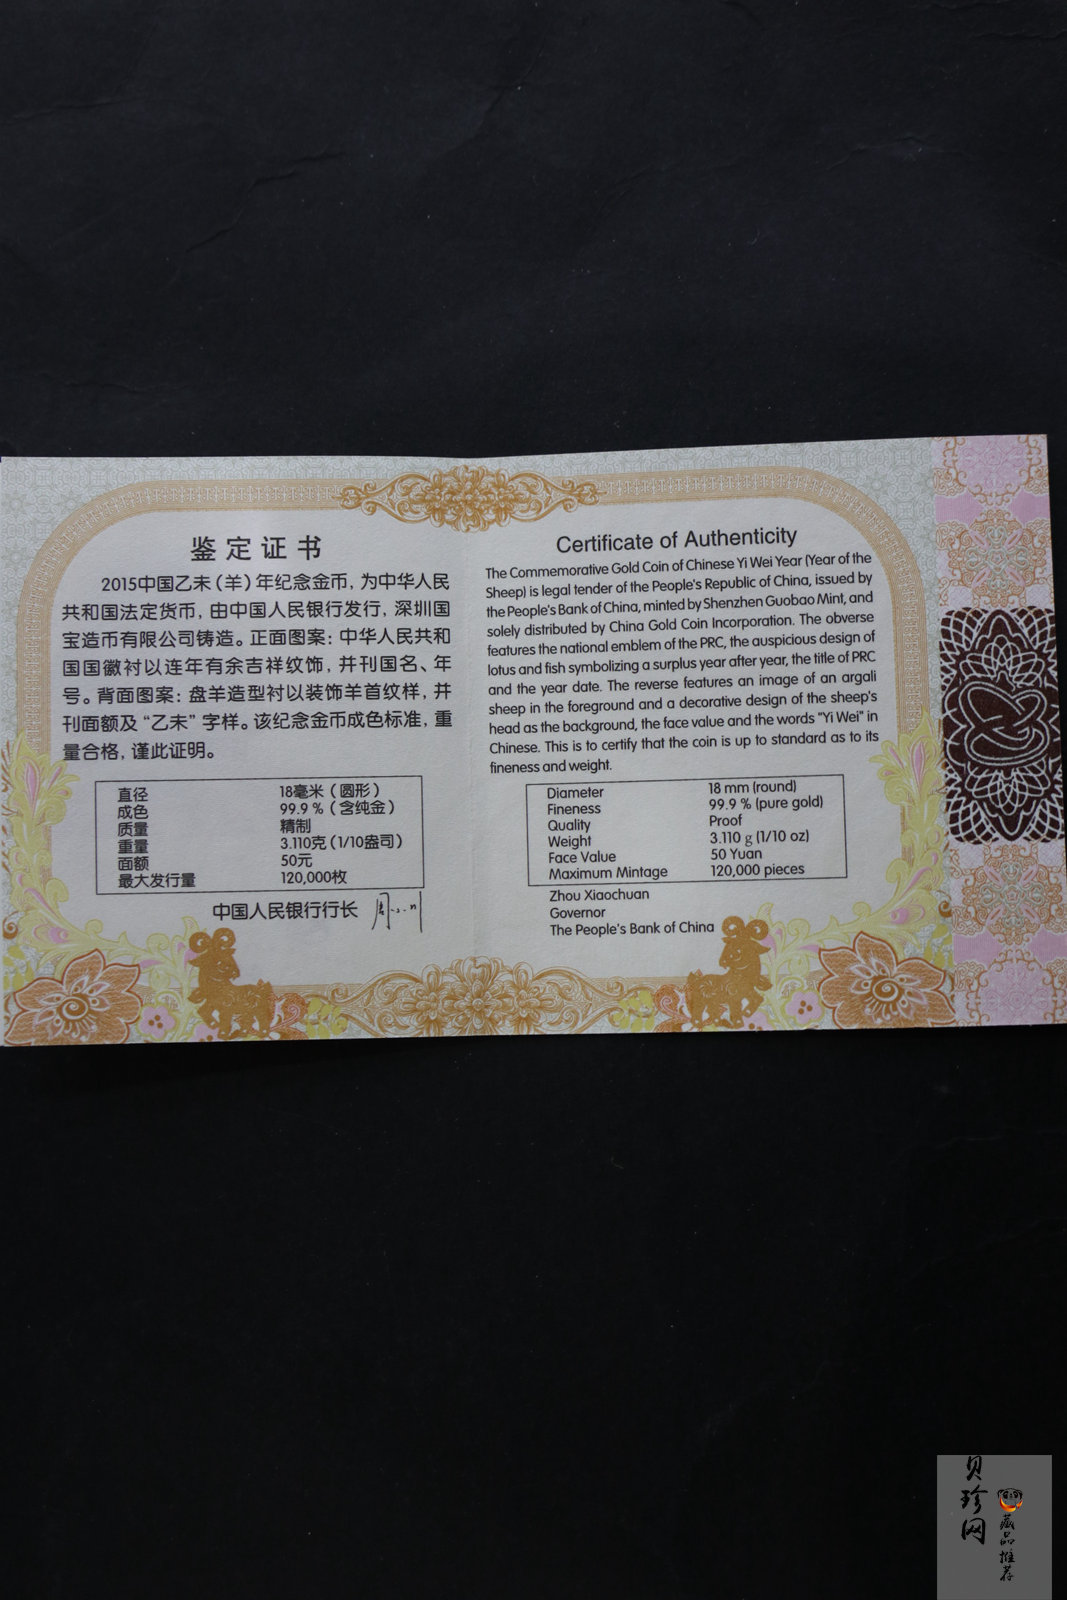 鉴定证书
2015中国乙未（羊）年纪念金币，为中华人民
共和国法定货币，由中国人民银行发行，深圳国
宝造币有限公司铸造。正面图案：中华人民共和
国国徽衬以连年有余吉祥纹饰，并刊国名、年
号。背面图案：盘羊造型衬以装饰羊首纹样，并
刊面额及“乙未”字样。该纪念金币成色标准，重
量合格，谨此证明。
直径 18毫米（圆形）
成色 99.9 %（含纯金）
质量 精制
重量 3.110克（1/10盎司）
面额 50元
最大发行量 120,000枚
中国人民银行行长
Certificate of Authenticity
The Commemorative Gold Coin of Chinese Yi Wei Year (Year of the
Sheep) is legal tender of the People's Republic of China, issued by
the People's Bank of China, minted by Shenzhen Guobao Mint, and
solely distributed by China Gold Coin Incorporation. The obverse
features the national emblem of the PRC, the auspicious design of
lotus and fish symbolizing a surplus year after year, the title of PRC
and the year date. The reverse features an image of an argali
sheep in the foreground and a decorative design of the sheep's
head as the background, the face value and the words "Yi Wei" in
Chinese. This is to certify that the coin is up to standard as to its
fineness and weight.
Diameter 18 mm (round)
Fineness 99.9 % (pure gold)
Quality Proof
Weight 3.110 g (1/10 oz)
Face Value 50 Yuan
Maximum Mintage 120,000 pieces
Zhou Xiaochuan
Governor
The People's Bank of China
贝珍网
藏品推荐